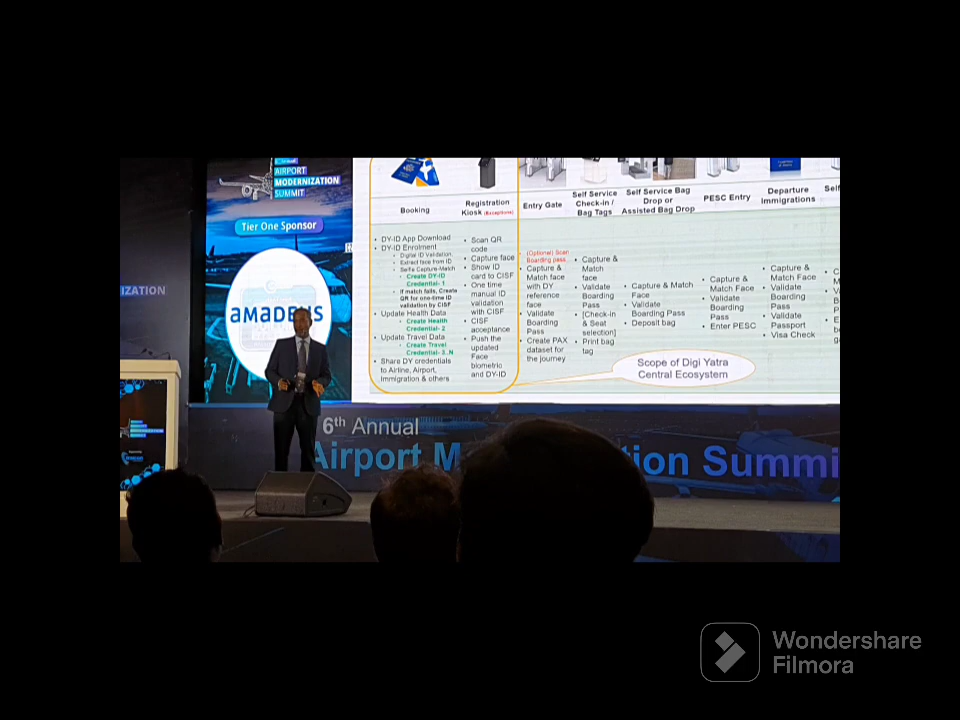 AIRPORT
MODERNIZATION
SUMMIT
Tier One Sponsor
amadeus
IZATION
Booking
DY-ID App Download
DY-ID Enrolment
Digital ID Validation,
Extract face from ID
Selfie Capture-Match
Create DY-ID
Credential- 1
If match fails, Create
QR for one-time ID
validation by CISF
Update Health Data
Create Health
Credential- 2
Update Travel Data
Create Travel
Credential- 3..N
Share DY credentials
to Airline, Airport,
Immigration & others
Registration
Kiosk (Exceptions)
Scan QR
code
Capture face
Show ID
card to CISF
One time
manual ID
validation
with CISF
CISF
acceptance
Push the
updated
Face
biometric
and DY-ID
Entry Gate
(Optional) Scan
Boarding pass
Capture &
Match face
with DY
reference
face
Validate
Boarding
Pass
Create PAX
dataset for
the journey
Self Service
Check-in /
Bag Tags
Capture &
Match
face
Validate
Boarding
Pass
[Check-in
& Seat
selection]
Print bag
tag
Self Service Bag
Drop or
Assisted Bag Drop
Capture & Match
Face
Validate
Boarding Pass
Deposit bag
PESC Entry
Capture &
Match Face
Validate
Boarding
Pass
Enter PESC
Departure
Immigrations
Capture &
Match Face
Validate
Boarding
Pass
Validate
Passport
Visa Check
Scope of Digi Yatra
Central Ecosystem
6th Annual
Airport M
tion Summi
Wondershare
Filmora